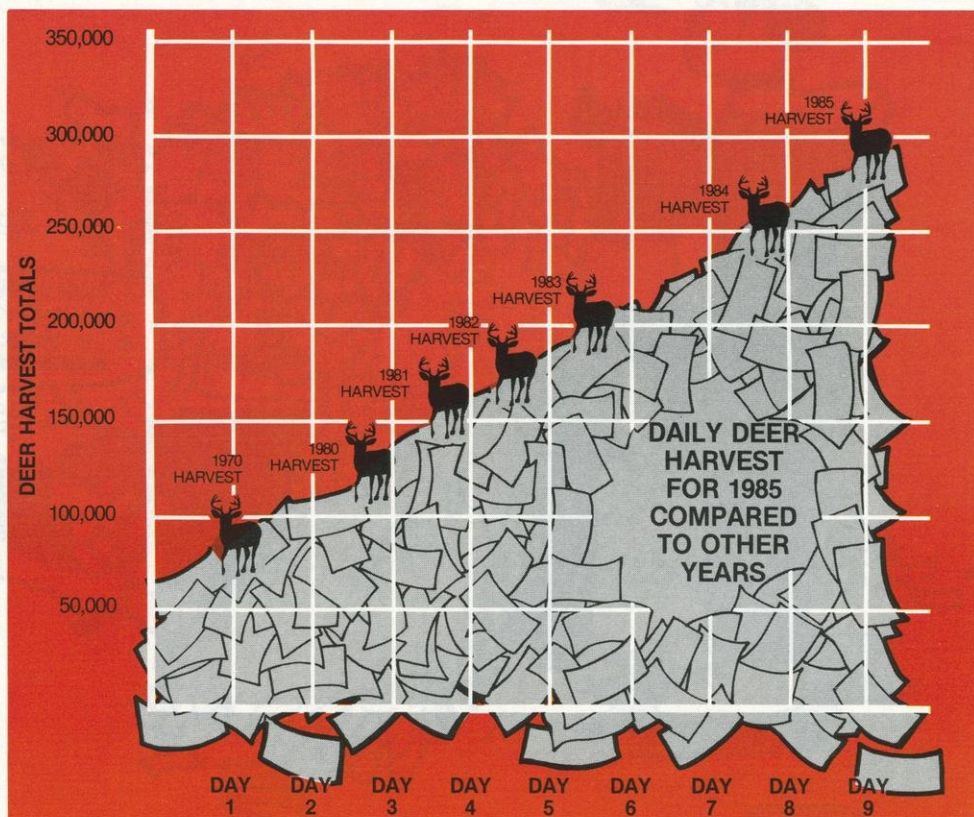 350,000
300,000
250,000
200,000
150,000
100,000
50,000
DEER HARVEST TOTALS
1970
HARVEST
1980
HARVEST
1981
HARVEST
1982
HARVEST
1983
HARVEST
1984
HARVEST
1985
HARVEST
DAILY DEER
HARVEST
FOR 1985
COMPARED
TO OTHER
YEARS
DAY
1
DAY
2
DAY
3
DAY
4
DAY
5
DAY
6
DAY
7
DAY
8
DAY
9